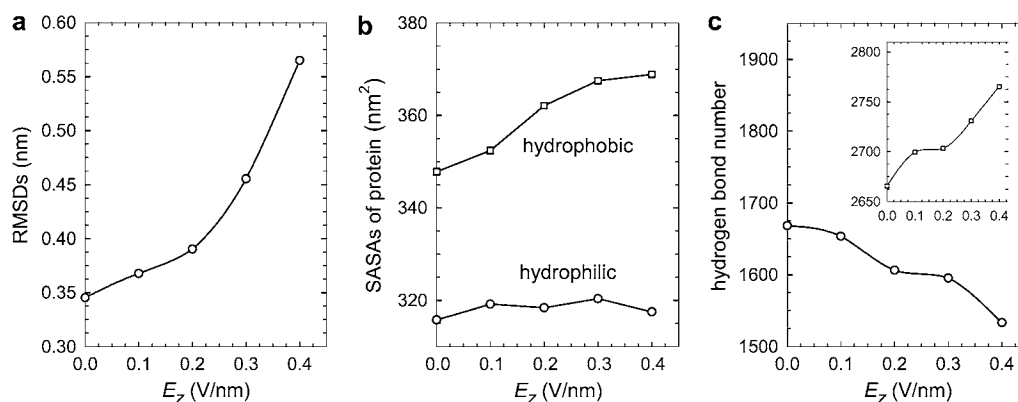 a
0.60
0.55
0.50
0.45
0.40
0.35
0.30
RMSDs (nm)
0.0 0.1 0.2 0.3 0.4
E_z (V/nm)
b
380
360
340
320
SASAs of protein (nm²)
hydrophobic
hydrophilic
0.0 0.1 0.2 0.3 0.4
E_z (V/nm)
c
1900
1800
1700
1600
1500
hydrogen bond number
2800
2750
2700
2650
0.0 0.1 0.2 0.3 0.4
0.0 0.1 0.2 0.3 0.4
E_z (V/nm)